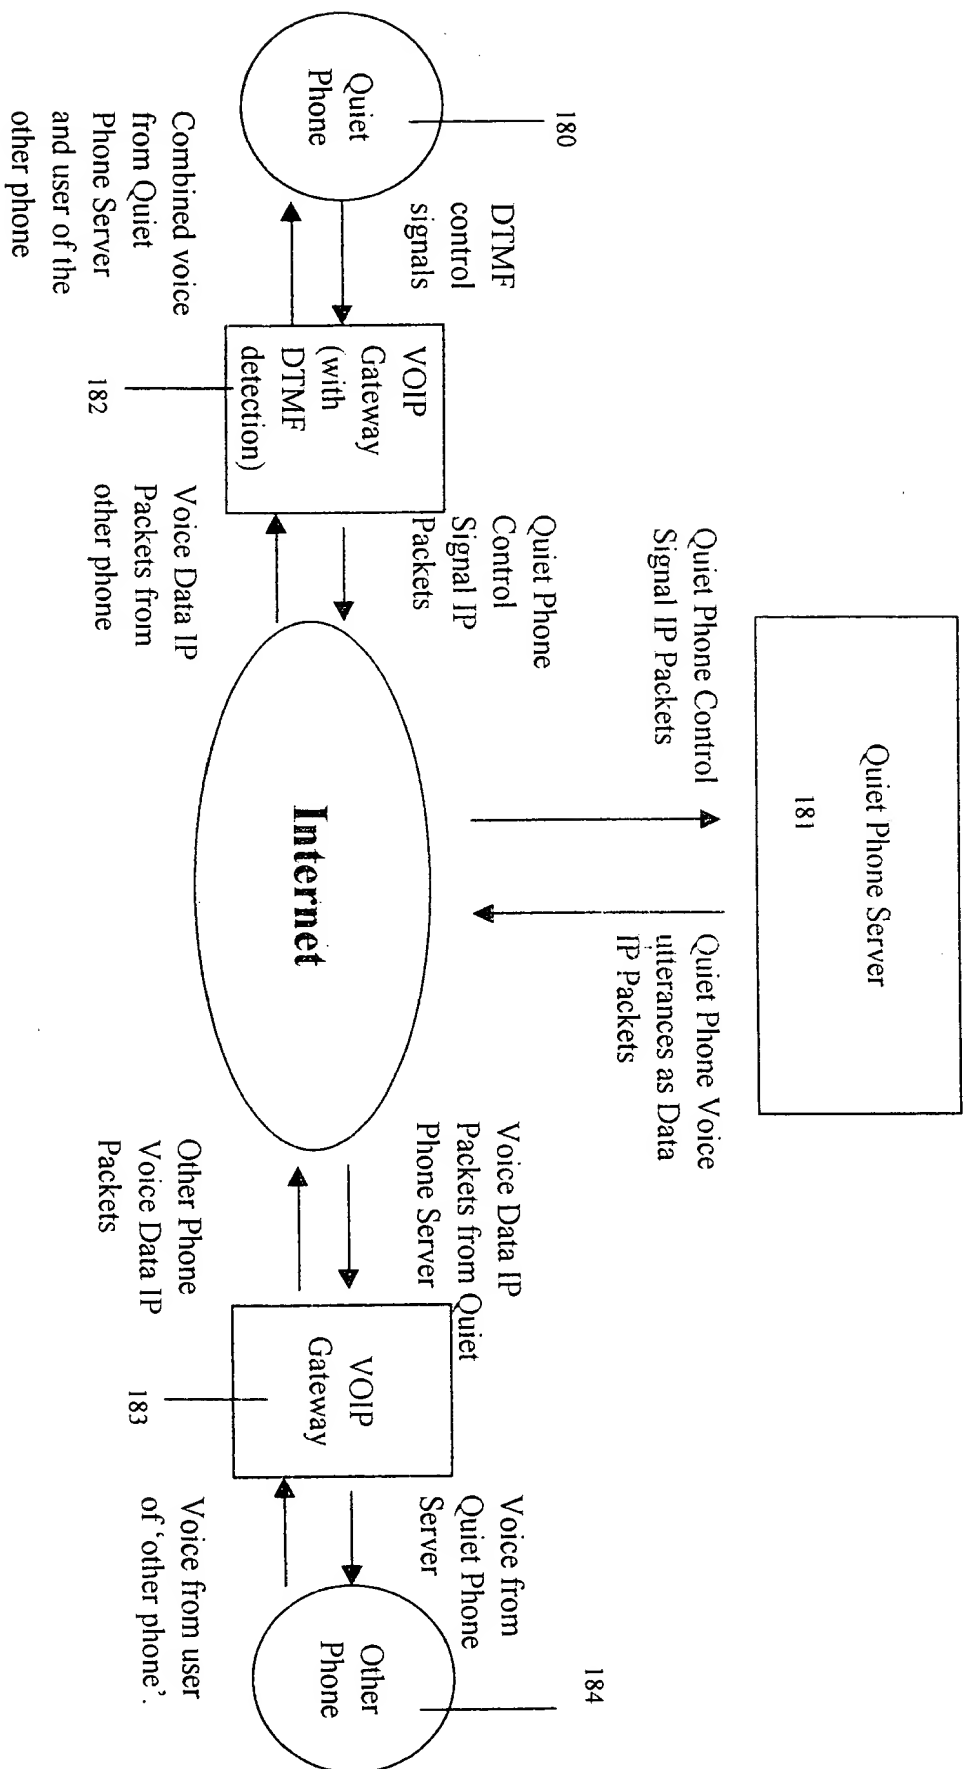 Quiet Phone Server
181
Quiet Phone Control
Signal IP Packets
Quiet Phone Voice
utterances as Data
IP Packets
180
Quiet
Phone
DTMF
control
signals
Combined voice
from Quiet
Phone Server
and user of the
other phone
VOIP
Gateway
(with
DTMF
detection)
182
Quiet Phone
Control
Signal IP
Packets
Voice Data IP
Packets from
other phone
Internet
Voice Data IP
Packets from Quiet
Phone Server
Other Phone
Voice Data IP
Packets
VOIP
Gateway
183
Voice from
Quiet Phone
Server
Voice from user
of ‘other phone’.
184
Other
Phone